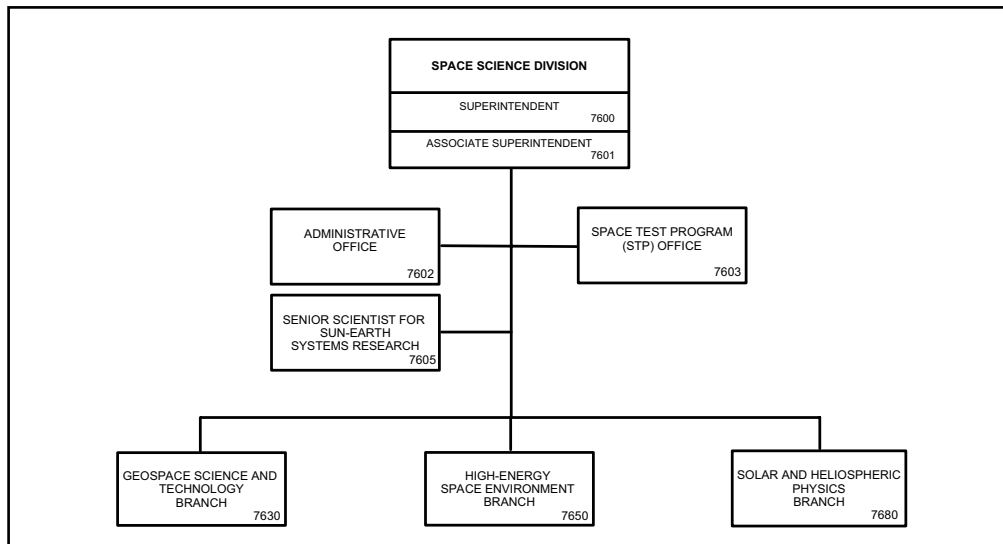 SPACE SCIENCE DIVISION
SUPERINTENDENT
7600
ASSOCIATE SUPERINTENDENT
7601
ADMINISTRATIVE
OFFICE
7602
SPACE TEST PROGRAM
(STP) OFFICE
7603
SENIOR SCIENTIST FOR
SUN-EARTH
SYSTEMS RESEARCH
7605
GEOSPACE SCIENCE AND
TECHNOLOGY
BRANCH
7630
HIGH-ENERGY
SPACE ENVIRONMENT
BRANCH
7650
SOLAR AND HELIOSPHERIC
PHYSICS
BRANCH
7680